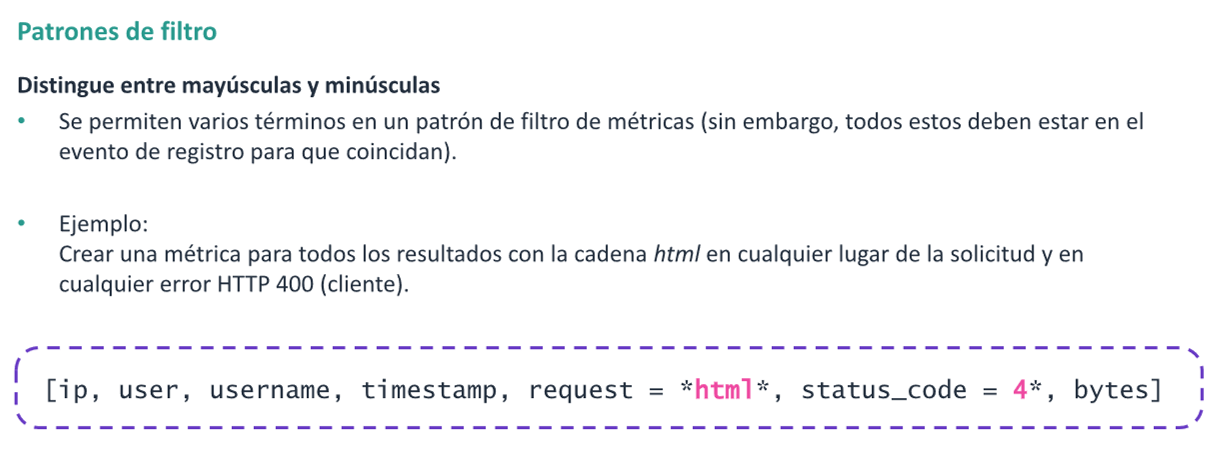 Patrones de filtro
Distingue entre mayúsculas y minúsculas
• Se permiten varios términos en un patrón de filtro de métricas (sin embargo, todos estos deben estar en el
evento de registro para que coincidan).
• Ejemplo:
Crear una métrica para todos los resultados con la cadena html en cualquier lugar de la solicitud y en
cualquier error HTTP 400 (cliente).
[ip, user, username, timestamp, request = *html*, status_code = 4*, bytes]